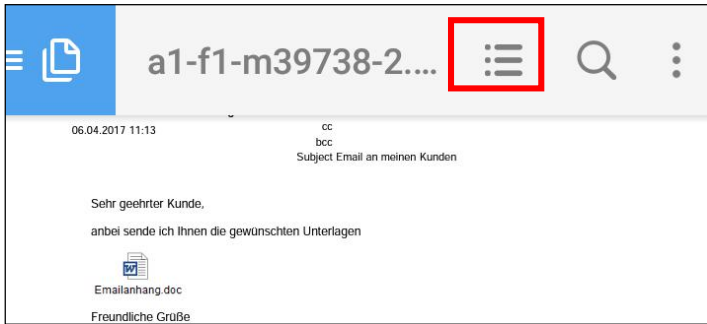 a1-f1-m39738-2....
06.04.2017 11:13
cc
bcc
Subject Email an meinen Kunden
Sehr geehrter Kunde,
anbei sende ich Ihnen die gewünschten Unterlagen
W
Emailanhang.doc
Freundliche Grüße